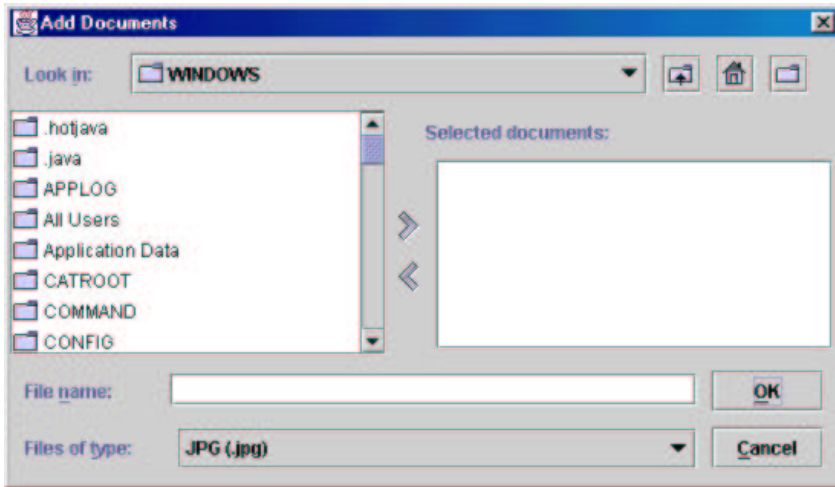 Add Documents
Look in: WINDOWS
.hotjava
.java
APPLOG
All Users
Application Data
CATROOT
COMMAND
CONFIG
Selected documents:
File name: OK
Files of type: JPG (.jpg) Cancel